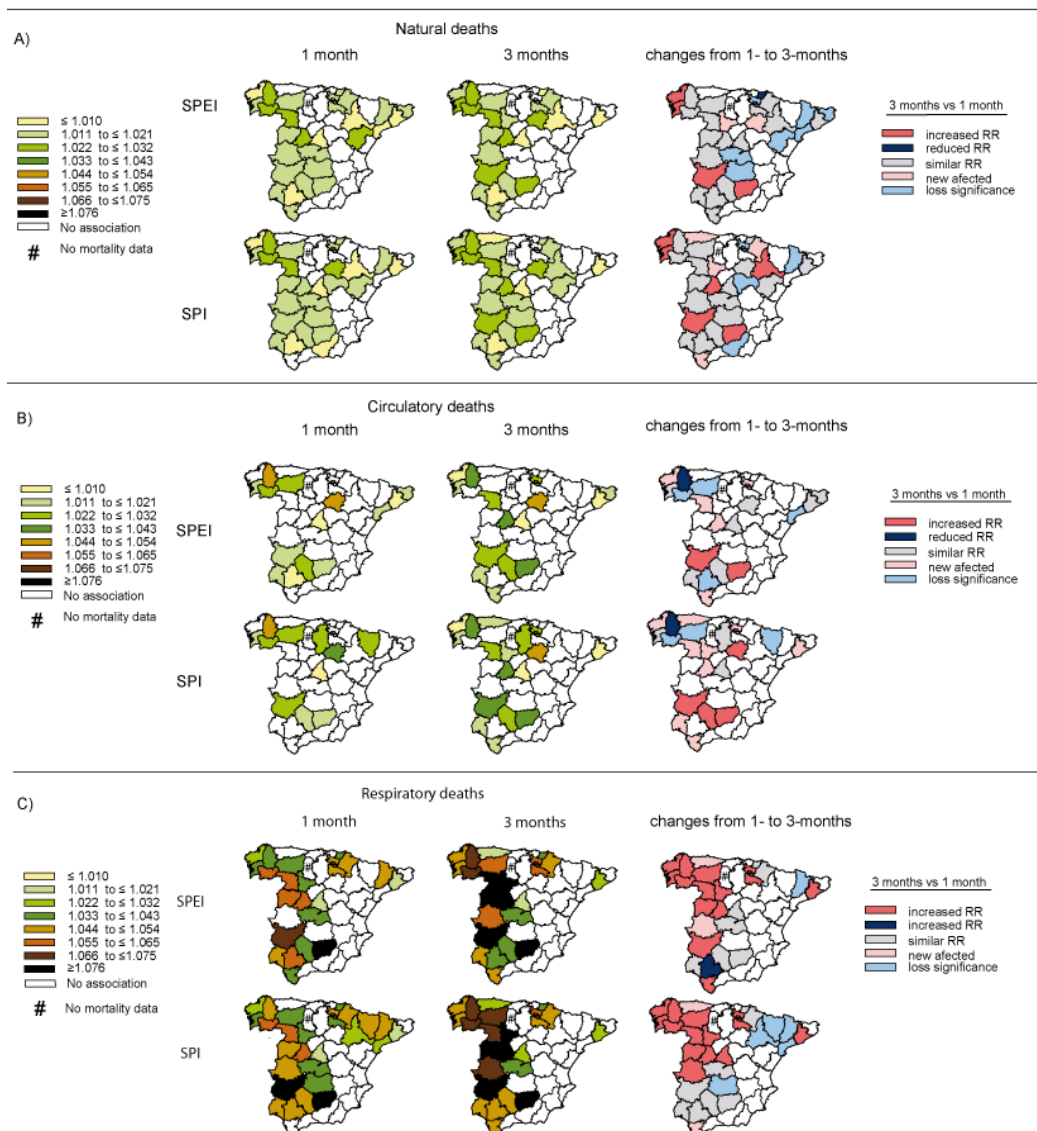 A)
Natural deaths
1 month
3 months
changes from 1- to 3-months
SPEI
≤ 1.010
1.011 to ≤ 1.021
1.022 to ≤ 1.032
1.033 to ≤ 1.043
1.044 to ≤ 1.054
1.055 to ≤ 1.065
1.066 to ≤1.075
≥1.076
No association
# No mortality data
3 months vs 1 month
increased RR
reduced RR
similar RR
new afected
loss significance
#
#
#
SPI
#
#
#
B)
Circulatory deaths
1 month
3 months
changes from 1- to 3-months
SPEI
≤ 1.010
1.011 to ≤ 1.021
1.022 to ≤ 1.032
1.033 to ≤ 1.043
1.044 to ≤ 1.054
1.055 to ≤ 1.065
1.066 to ≤1.075
≥1.076
No association
# No mortality data
3 months vs 1 month
increased RR
reduced RR
similar RR
new afected
loss significance
#
#
#
SPI
#
#
#
C)
Respiratory deaths
1 month
3 months
changes from 1- to 3-months
SPEI
≤ 1.010
1.011 to ≤ 1.021
1.022 to ≤ 1.032
1.033 to ≤ 1.043
1.044 to ≤ 1.054
1.055 to ≤ 1.065
1.066 to ≤1.075
≥1.076
No association
# No mortality data
3 months vs 1 month
increased RR
increased RR
similar RR
new afected
loss significance
#
#
#
SPI
#
#
#